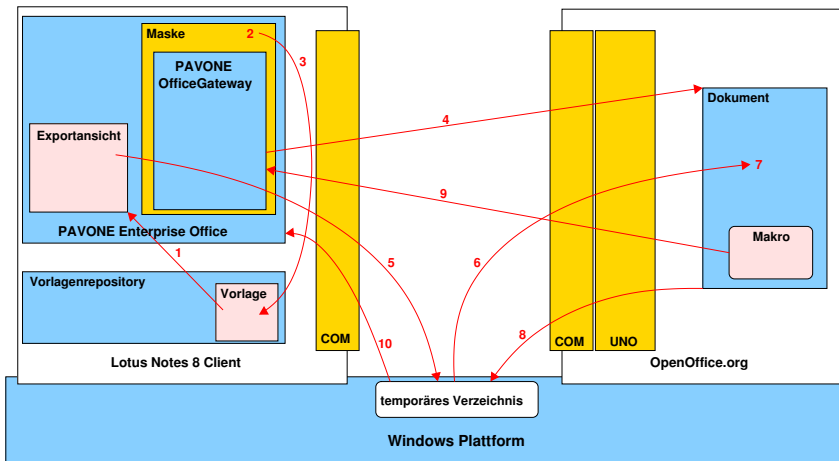 Maske
2
3
PAVONE
OfficeGateway
Exportansicht
PAVONE Enterprise Office
1
Vorlagenrepository
Vorlage
COM
Lotus Notes 8 Client
4
9
5
6
7
8
10
Dokument
Makro
COM
UNO
OpenOffice.org
temporäres Verzeichnis
Windows Plattform